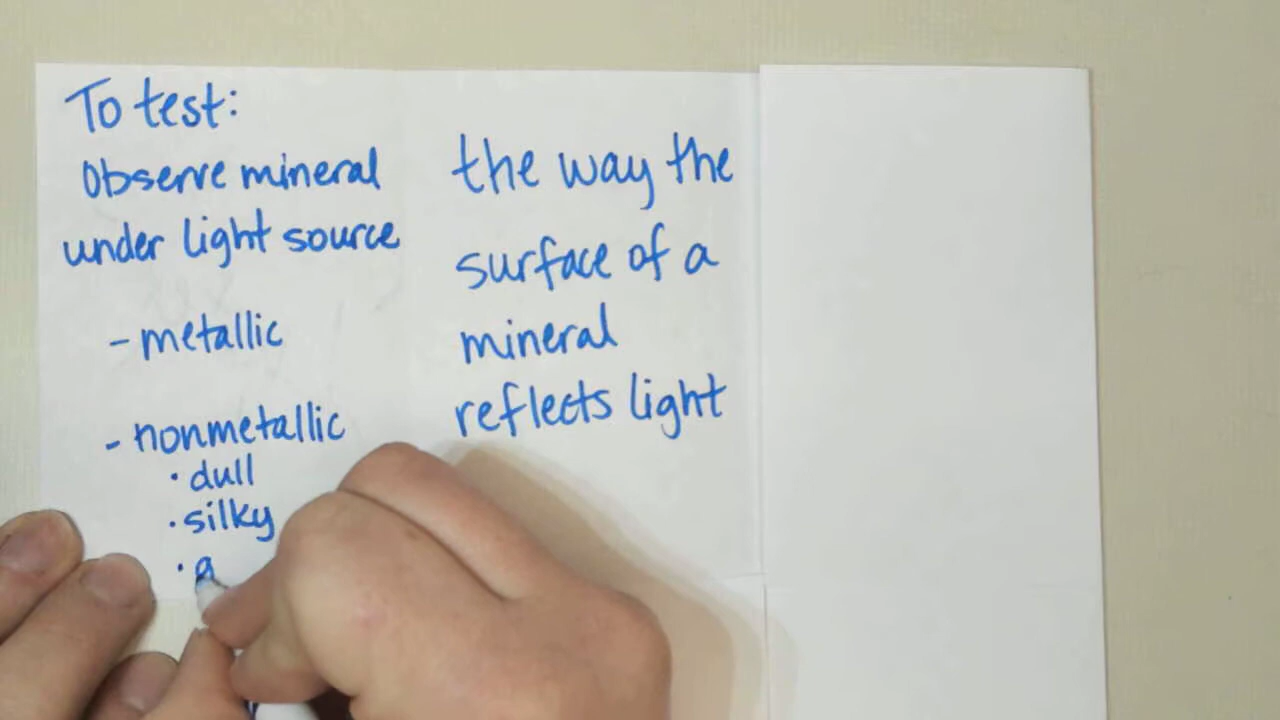 To test:
Observe mineral
under light source
- metallic
- nonmetallic
· dull
· silky
the way the
surface of a
mineral
reflects light